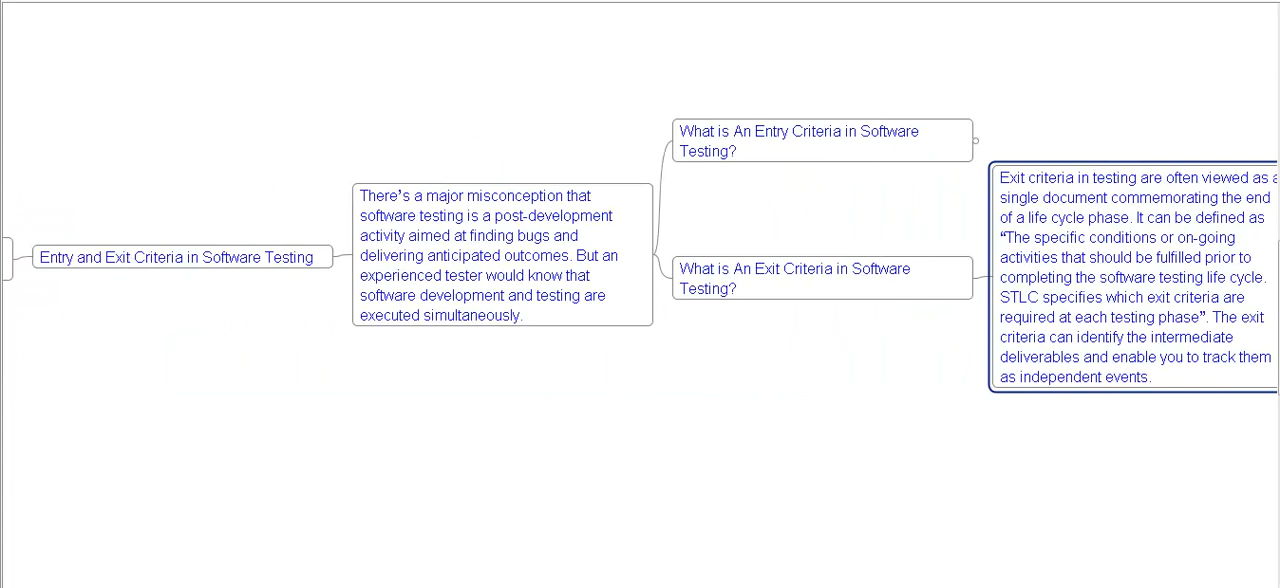 Entry and Exit Criteria in Software Testing
There's a major misconception that
software testing is a post-development
activity aimed at finding bugs and
delivering anticipated outcomes. But an
experienced tester would know that
software development and testing are
executed simultaneously.
What is An Entry Criteria in Software
Testing?
What is An Exit Criteria in Software
Testing?
Exit criteria in testing are often viewed as a
single document commemorating the end
of a life cycle phase. It can be defined as
“The specific conditions or on-going
activities that should be fulfilled prior to
completing the software testing life cycle.
STLC specifies which exit criteria are
required at each testing phase”. The exit
criteria can identify the intermediate
deliverables and enable you to track them
as independent events.